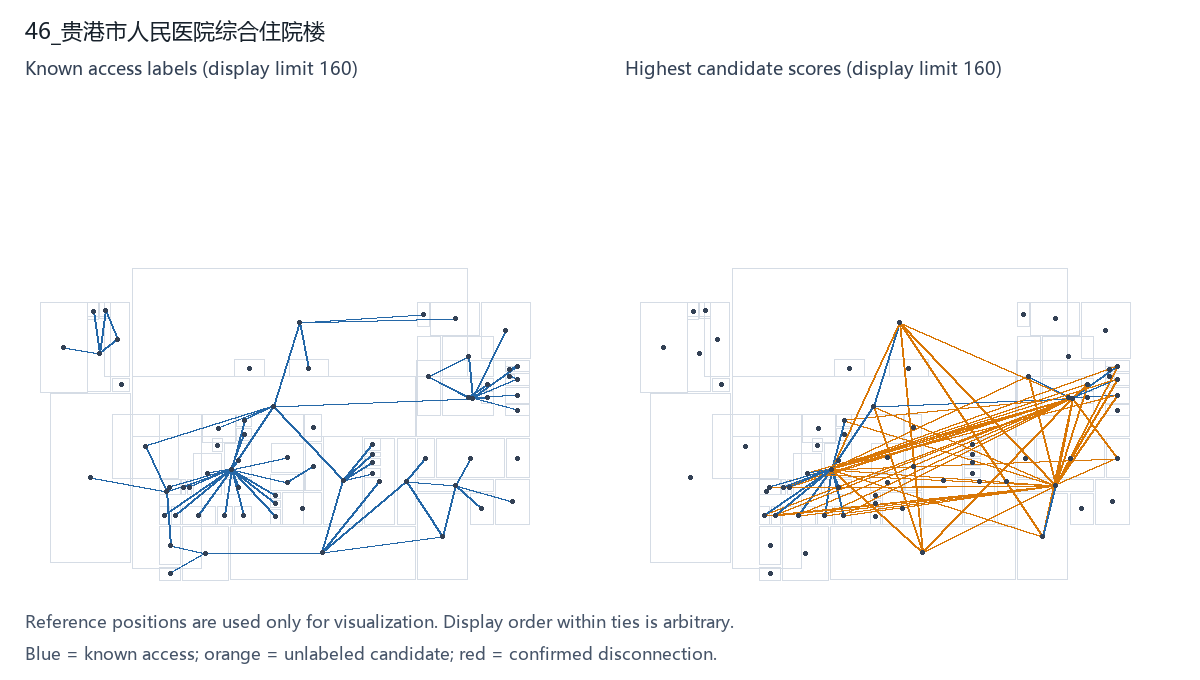 46_贵港市人民医院综合住院楼
Known access labels (display limit 160)
Highest candidate scores (display limit 160)
Reference positions are used only for visualization. Display order within ties is arbitrary.
Blue = known access; orange = unlabeled candidate; red = confirmed disconnection.